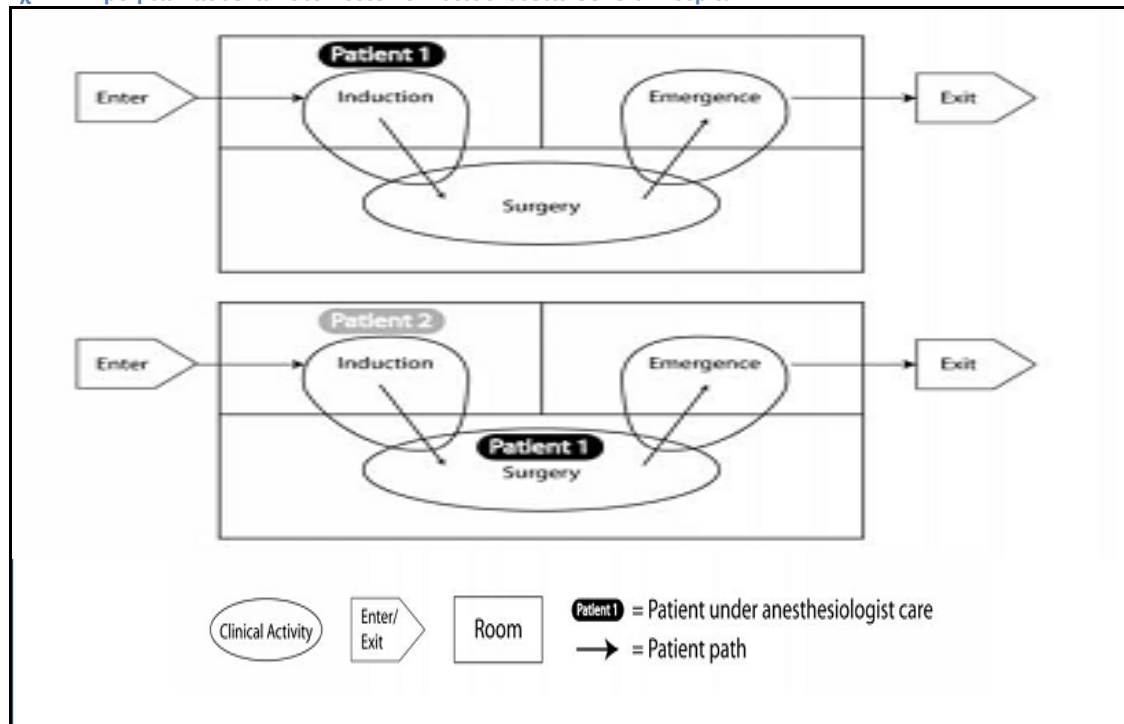 Patient 1
Enter
Induction
Emergence
Exit
Surgery
Patient 2
Enter
Induction
Emergence
Exit
Patient 1
Surgery
Clinical Activity
Enter/
Exit
Room
Patient 1 = Patient under anesthesiologist care
= Patient path